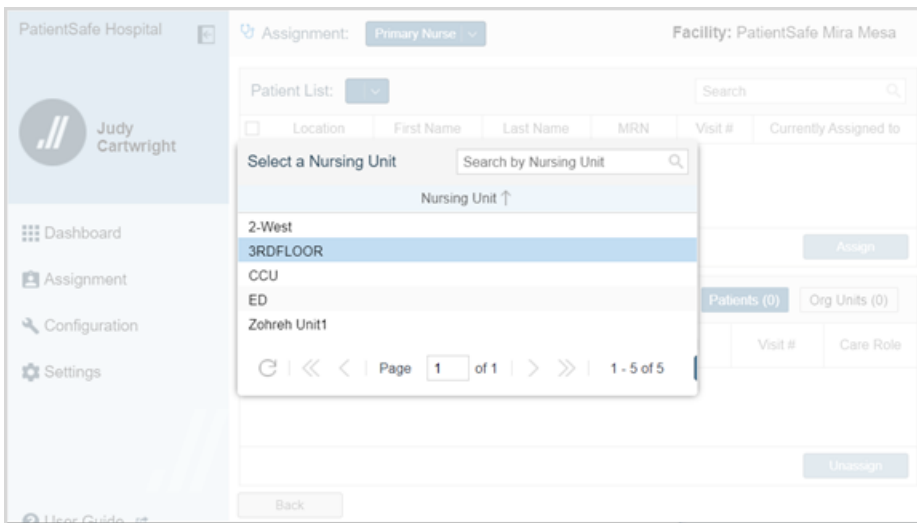 PatientSafe Hospital
Assignment: Primary Nurse
Facility: PatientSafe Mira Mesa
Judy
Cartwright
Dashboard
Assignment
Configuration
Settings
User Guide
Patient List:
Search
Location First Name Last Name MRN Visit # Currently Assigned to
Select a Nursing Unit
Search by Nursing Unit
Nursing Unit ↑
2-West
3RDFLOOR
CCU
ED
Zohreh Unit1
Page 1 of 1
1 - 5 of 5
Assign
Patients (0) Org Units (0)
Visit # Care Role
Unassign
Back